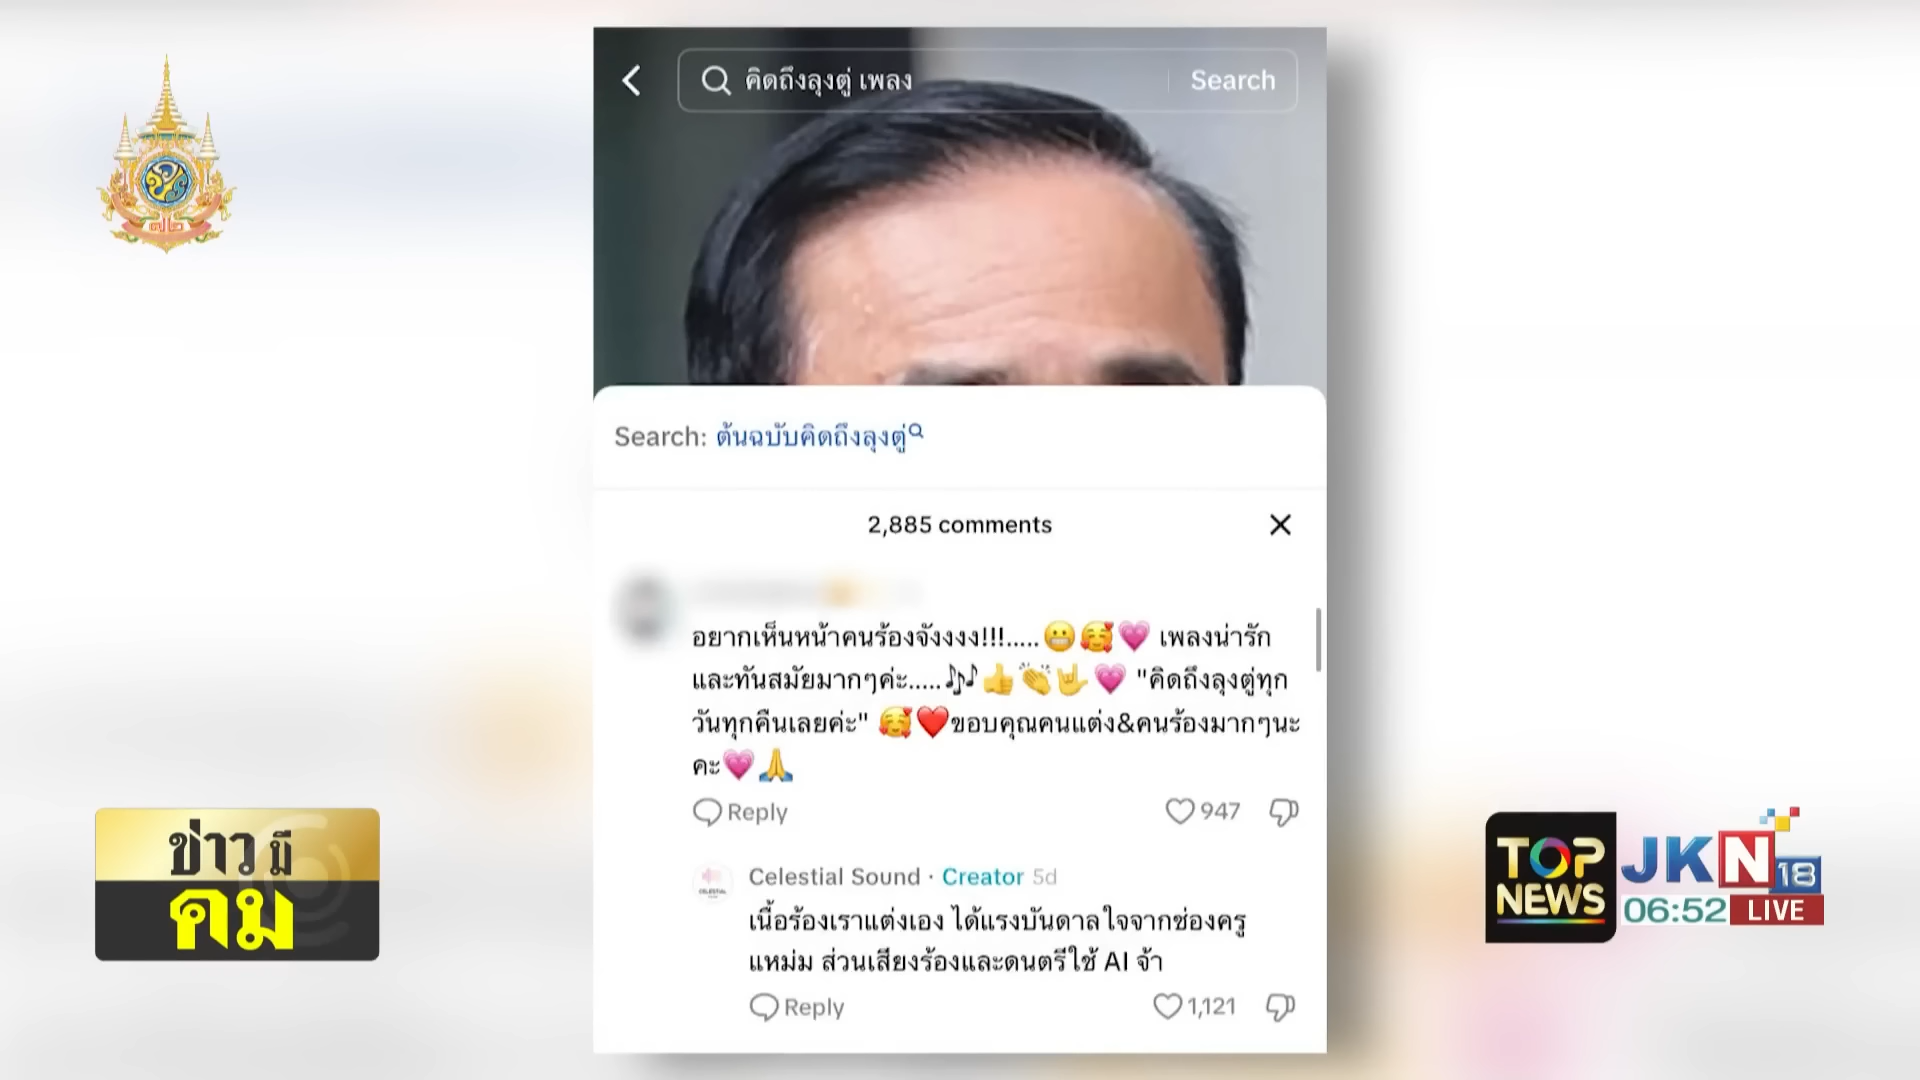 คิดถึงลุงตู่ เพลง
Search
Search: ต้นฉบับคิดถึงลุงตู่
2,885 comments
อยากเห็นหน้าคนร้องจังงงง!!!.....😬🥰💗 เพลงน่ารัก
และทันสมัยมากๆค่ะ.....🎶👍👏🤟💗 "คิดถึงลุงตู่ทุก
วันทุกคืนเลยค่ะ" 🥰❤️ขอบคุณคนแต่ง&คนร้องมากๆนะ
คะ💗🙏
Reply
947
Celestial Sound · Creator 5d
เนื้อร้องเราแต่งเอง ได้แรงบันดาลใจจากช่องครู
แหม่ม ส่วนเสียงร้องและดนตรีใช้ AI จ้า
Reply
1,121
ข่าวมี
คม
TOP
NEWS
JKN18
06:52 LIVE